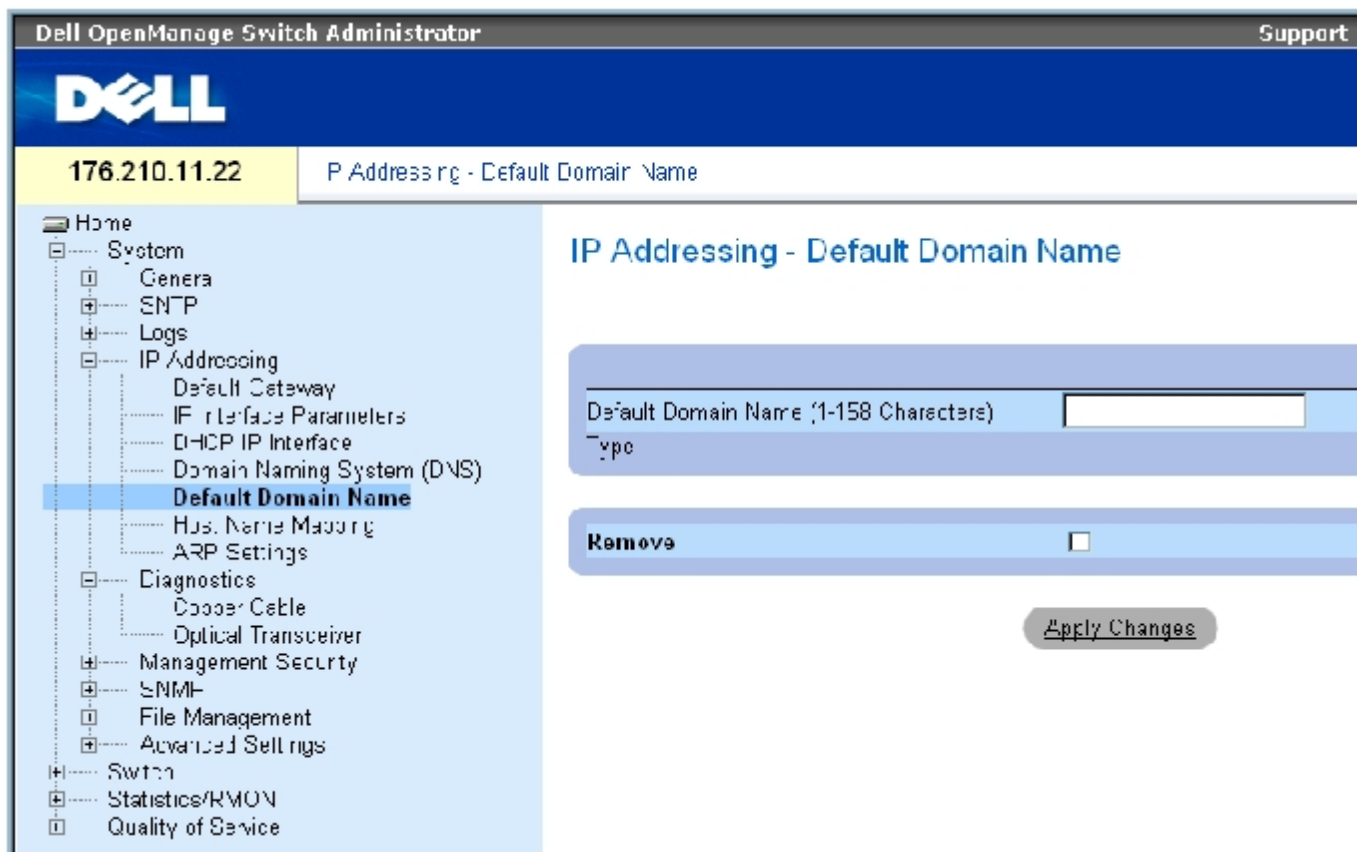 Dell OpenManage Switch Administrator
Support
DELL
176.210.11.22
IP Addressing - Default Domain Name
Home
System
General
SNTP
Logs
IP Addressing
Default Gateway
IP Interface Parameters
DHCP IP Interface
Domain Naming System (DNS)
Default Domain Name
Host Name Mapping
ARP Settings
Diagnostics
Copper Cable
Optical Transceiver
Management Security
SNMP
File Management
Advanced Settings
Switch
Statistics/RMON
Quality of Service
IP Addressing - Default Domain Name
Default Domain Name (1-158 Characters)
Type
Remove
Apply Changes